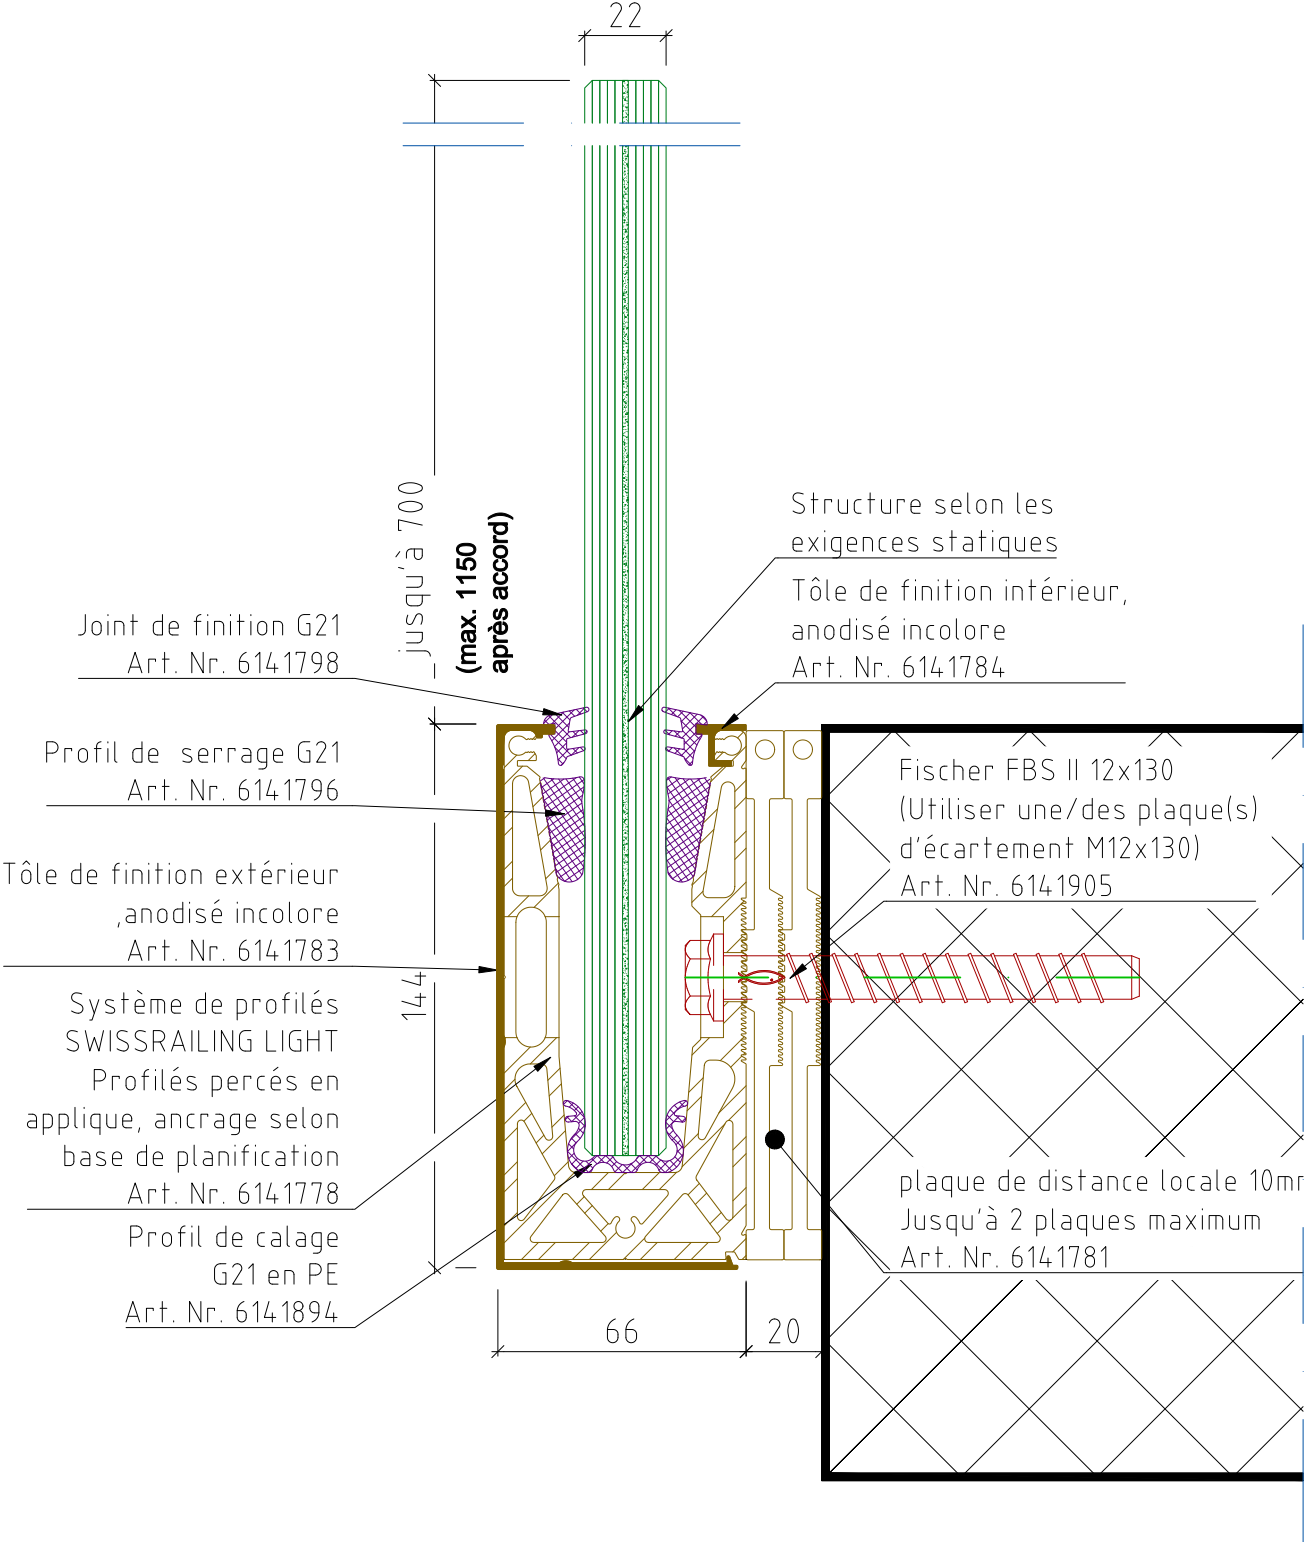 22
jusqu'à 700
(max. 1150
après accord)
Structure selon les
exigences statiques
Tôle de finition intérieur,
anodisé incolore
Art. Nr. 6141784
Joint de finition G21
Art. Nr. 6141798
Profil de serrage G21
Art. Nr. 6141796
Tôle de finition extérieur
,anodisé incolore
Art. Nr. 6141783
144
Système de profilés
SWISSRAILING LIGHT
Profilés percés en
applique, ancrage selon
base de planification
Art. Nr. 6141778
Profil de calage
G21 en PE
Art. Nr. 6141894
Fischer FBS II 12x130
(Utiliser une/des plaque(s)
d'écartement M12x130)
Art. Nr. 6141905
plaque de distance locale
Jusqu'à 2 plaques maximum
Art. Nr. 6141781
66
20